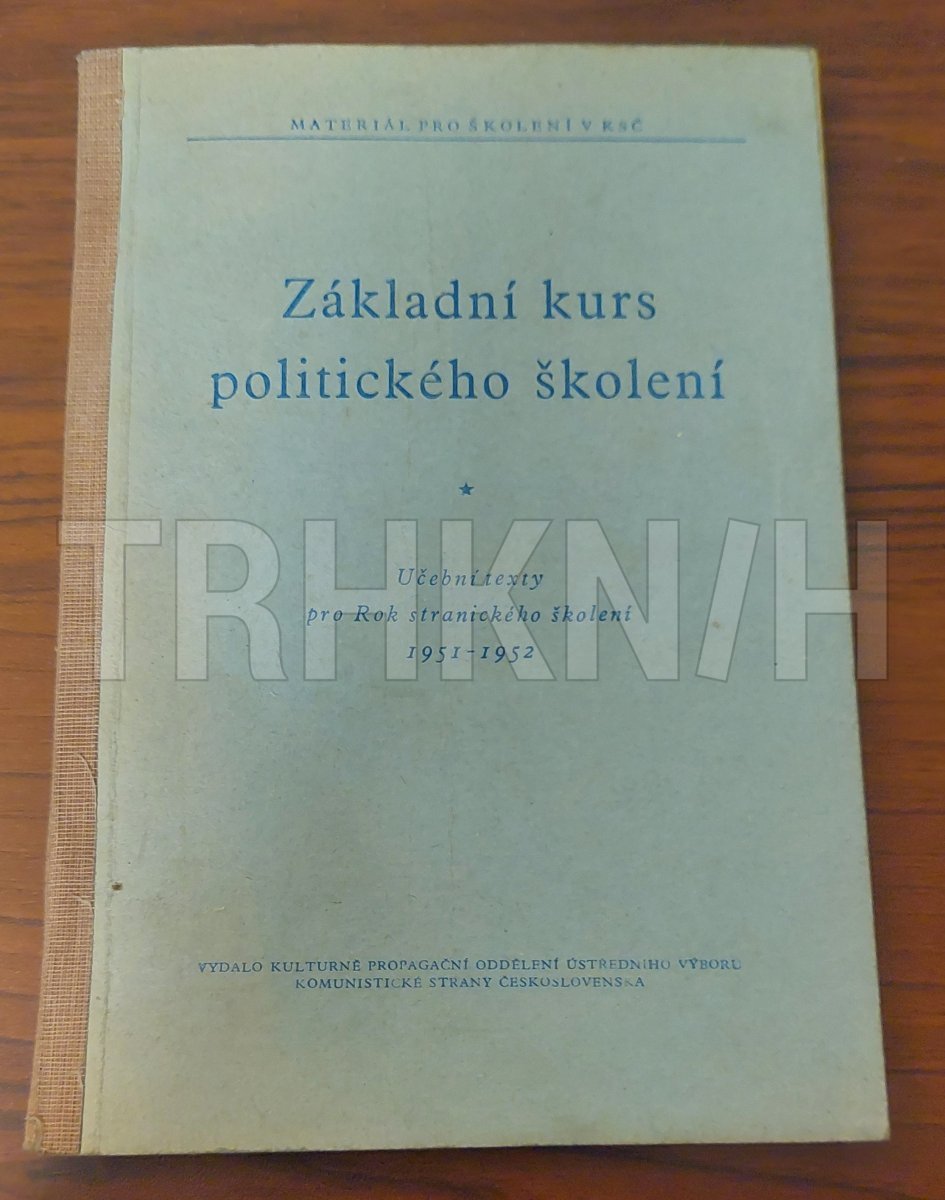 MATERIÁL PRO ŠKOLENÍ V KSČ
Základní kurs
politického školení
TRHKNIH
Učební texty
pro Rok stranického školení
1951-1952
VYDALO KULTURNĚ PROPAGAČNÍ ODDĚLENÍ ÚSTŘEDNÍHO VÝBORU
KOMUNISTICKÉ STRANY ČESKOSLOVENSKA